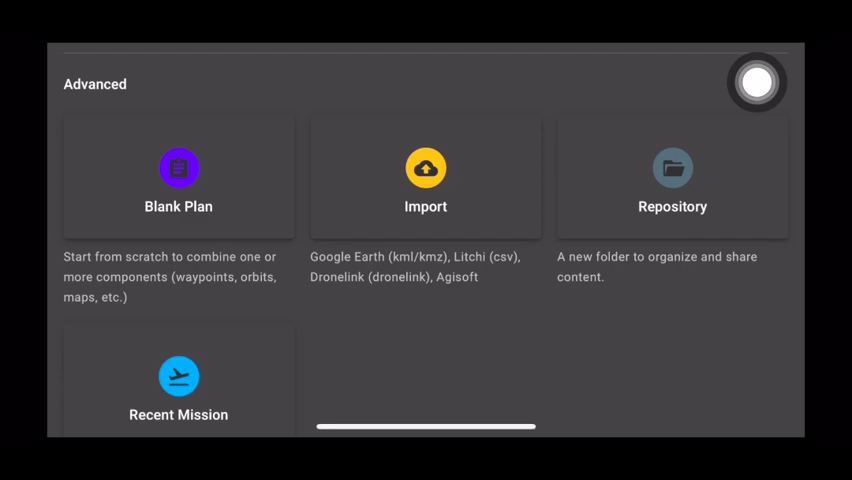 Advanced
Blank Plan
Import
Repository
Start from scratch to combine one or
more components (waypoints, orbits,
maps, etc.)
Google Earth (kml/kmz), Litchi (csv),
Dronelink (dronelink), Agisoft
A new folder to organize and share
content.
Recent Mission